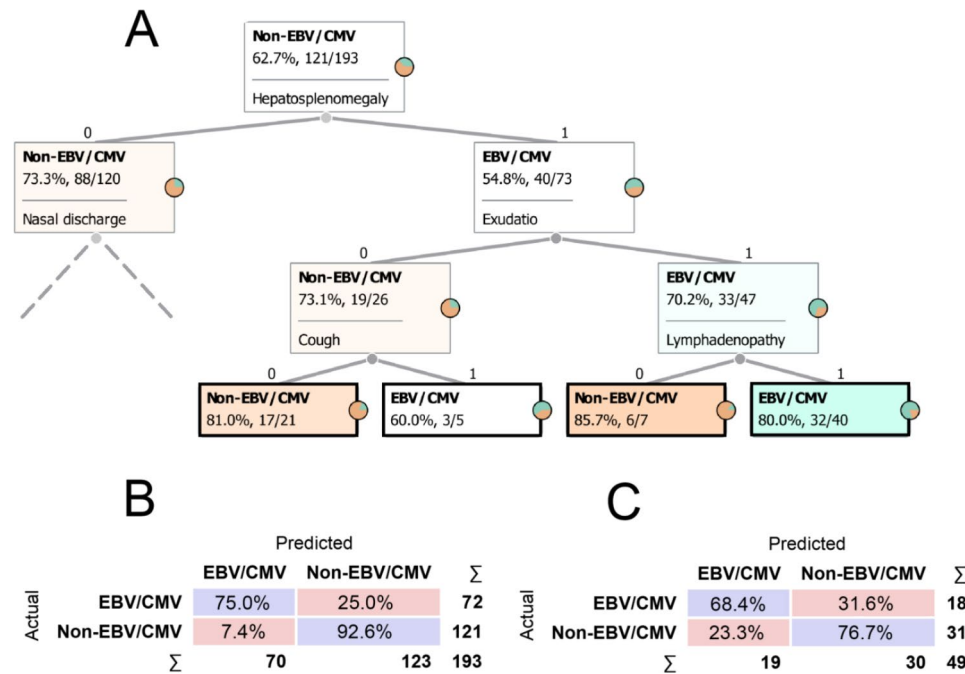 A
Non-EBV/CMV
62.7%, 121/193
Hepatosplenomegaly
0
1
Non-EBV/CMV
73.3%, 88/120
Nasal discharge
EBV/CMV
54.8%, 40/73
Exudatio
0
1
Non-EBV/CMV
73.1%, 19/26
Cough
EBV/CMV
70.2%, 33/47
Lymphadenopathy
0
1
0
1
Non-EBV/CMV
81.0%, 17/21
EBV/CMV
60.0%, 3/5
Non-EBV/CMV
85.7%, 6/7
EBV/CMV
80.0%, 32/40
B
Predicted
EBV/CMV Non-EBV/CMV ∑
Actual
EBV/CMV 75.0% 25.0% 72
Non-EBV/CMV 7.4% 92.6% 121
∑ 70 123 193
C
Predicted
EBV/CMV Non-EBV/CMV ∑
Actual
EBV/CMV 68.4% 31.6% 18
Non-EBV/CMV 23.3% 76.7% 31
∑ 19 30 49